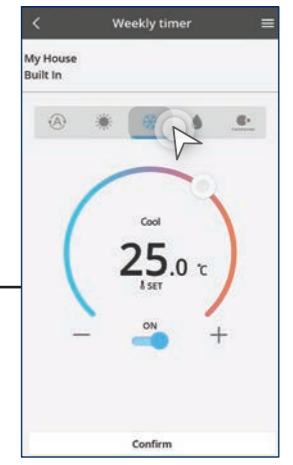 Weekly timer
My House
Built In
A
Cool
25.0 ℃
SET
ON
Confirm